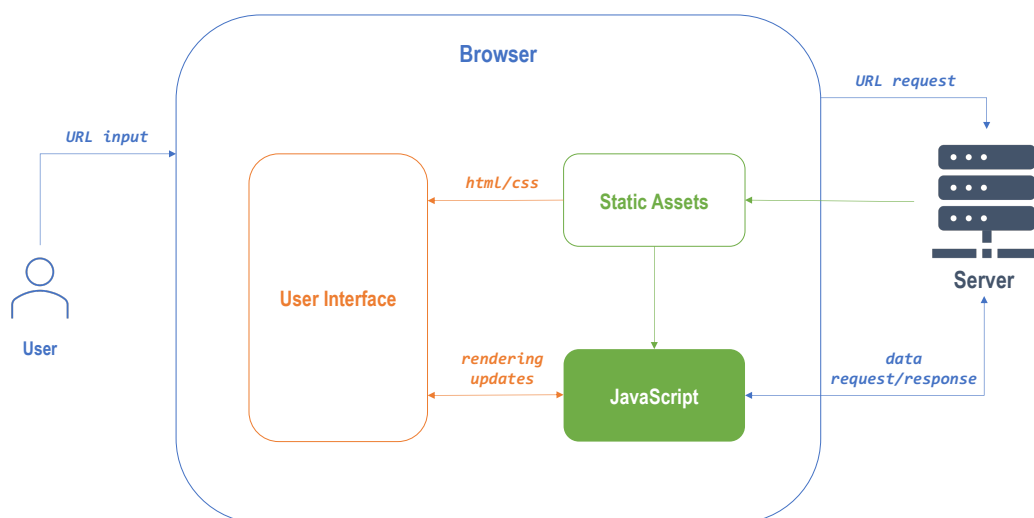 Browser
URL request
URL input
html/css
Static Assets
User Interface
Server
User
rendering
updates
JavaScript
data
request/response